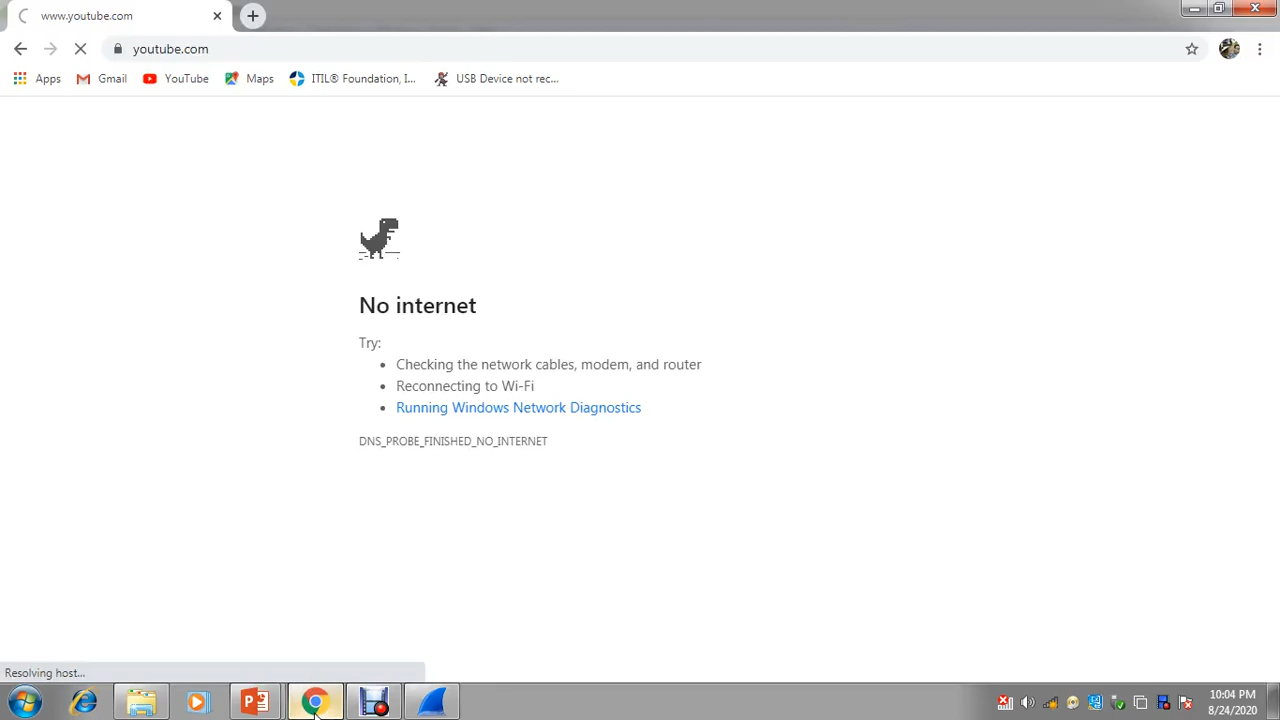 www.youtube.com
youtube.com
Apps
Gmail
YouTube
Maps
ITIL® Foundation, I...
USB Device not rec...
No internet
Try:
Checking the network cables, modem, and router
Reconnecting to Wi-Fi
Running Windows Network Diagnostics
DNS_PROBE_FINISHED_NO_INTERNET
Resolving host...
10:04 PM
8/24/2020